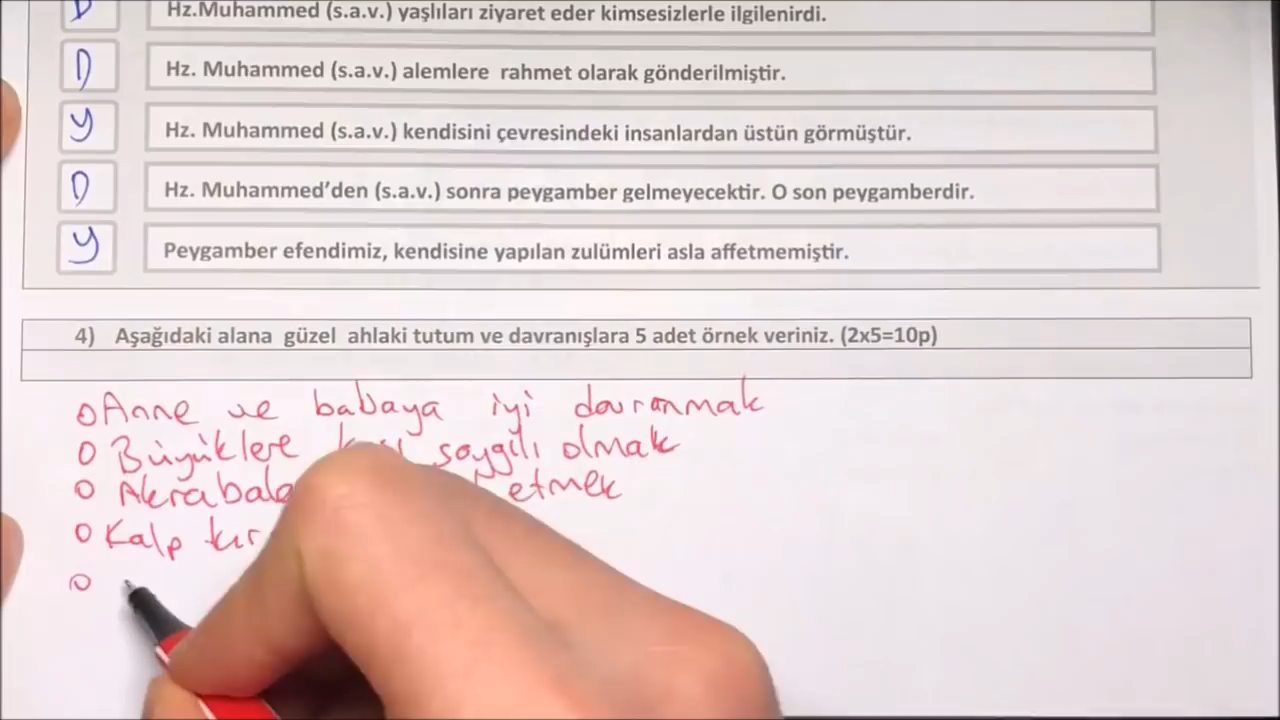 D Hz.Muhammed (s.a.v.) yaşlıları ziyaret eder kimsesizlerle ilgilenirdi.
D Hz. Muhammed (s.a.v.) alemlere rahmet olarak gönderilmiştir.
y Hz. Muhammed (s.a.v.) kendisini çevresindeki insanlardan üstün görmüştür.
D Hz. Muhammed’den (s.a.v.) sonra peygamber gelmeyecektir. O son peygamberdir.
y Peygamber efendimiz, kendisine yapılan zulümleri asla affetmemiştir.
4) Aşağıdaki alana güzel ahlaki tutum ve davranışlara 5 adet örnek veriniz. (2x5=10p)
Anne ve babaya iyi davranmak
Büyüklere saygılı olmak
etmek
Kalp